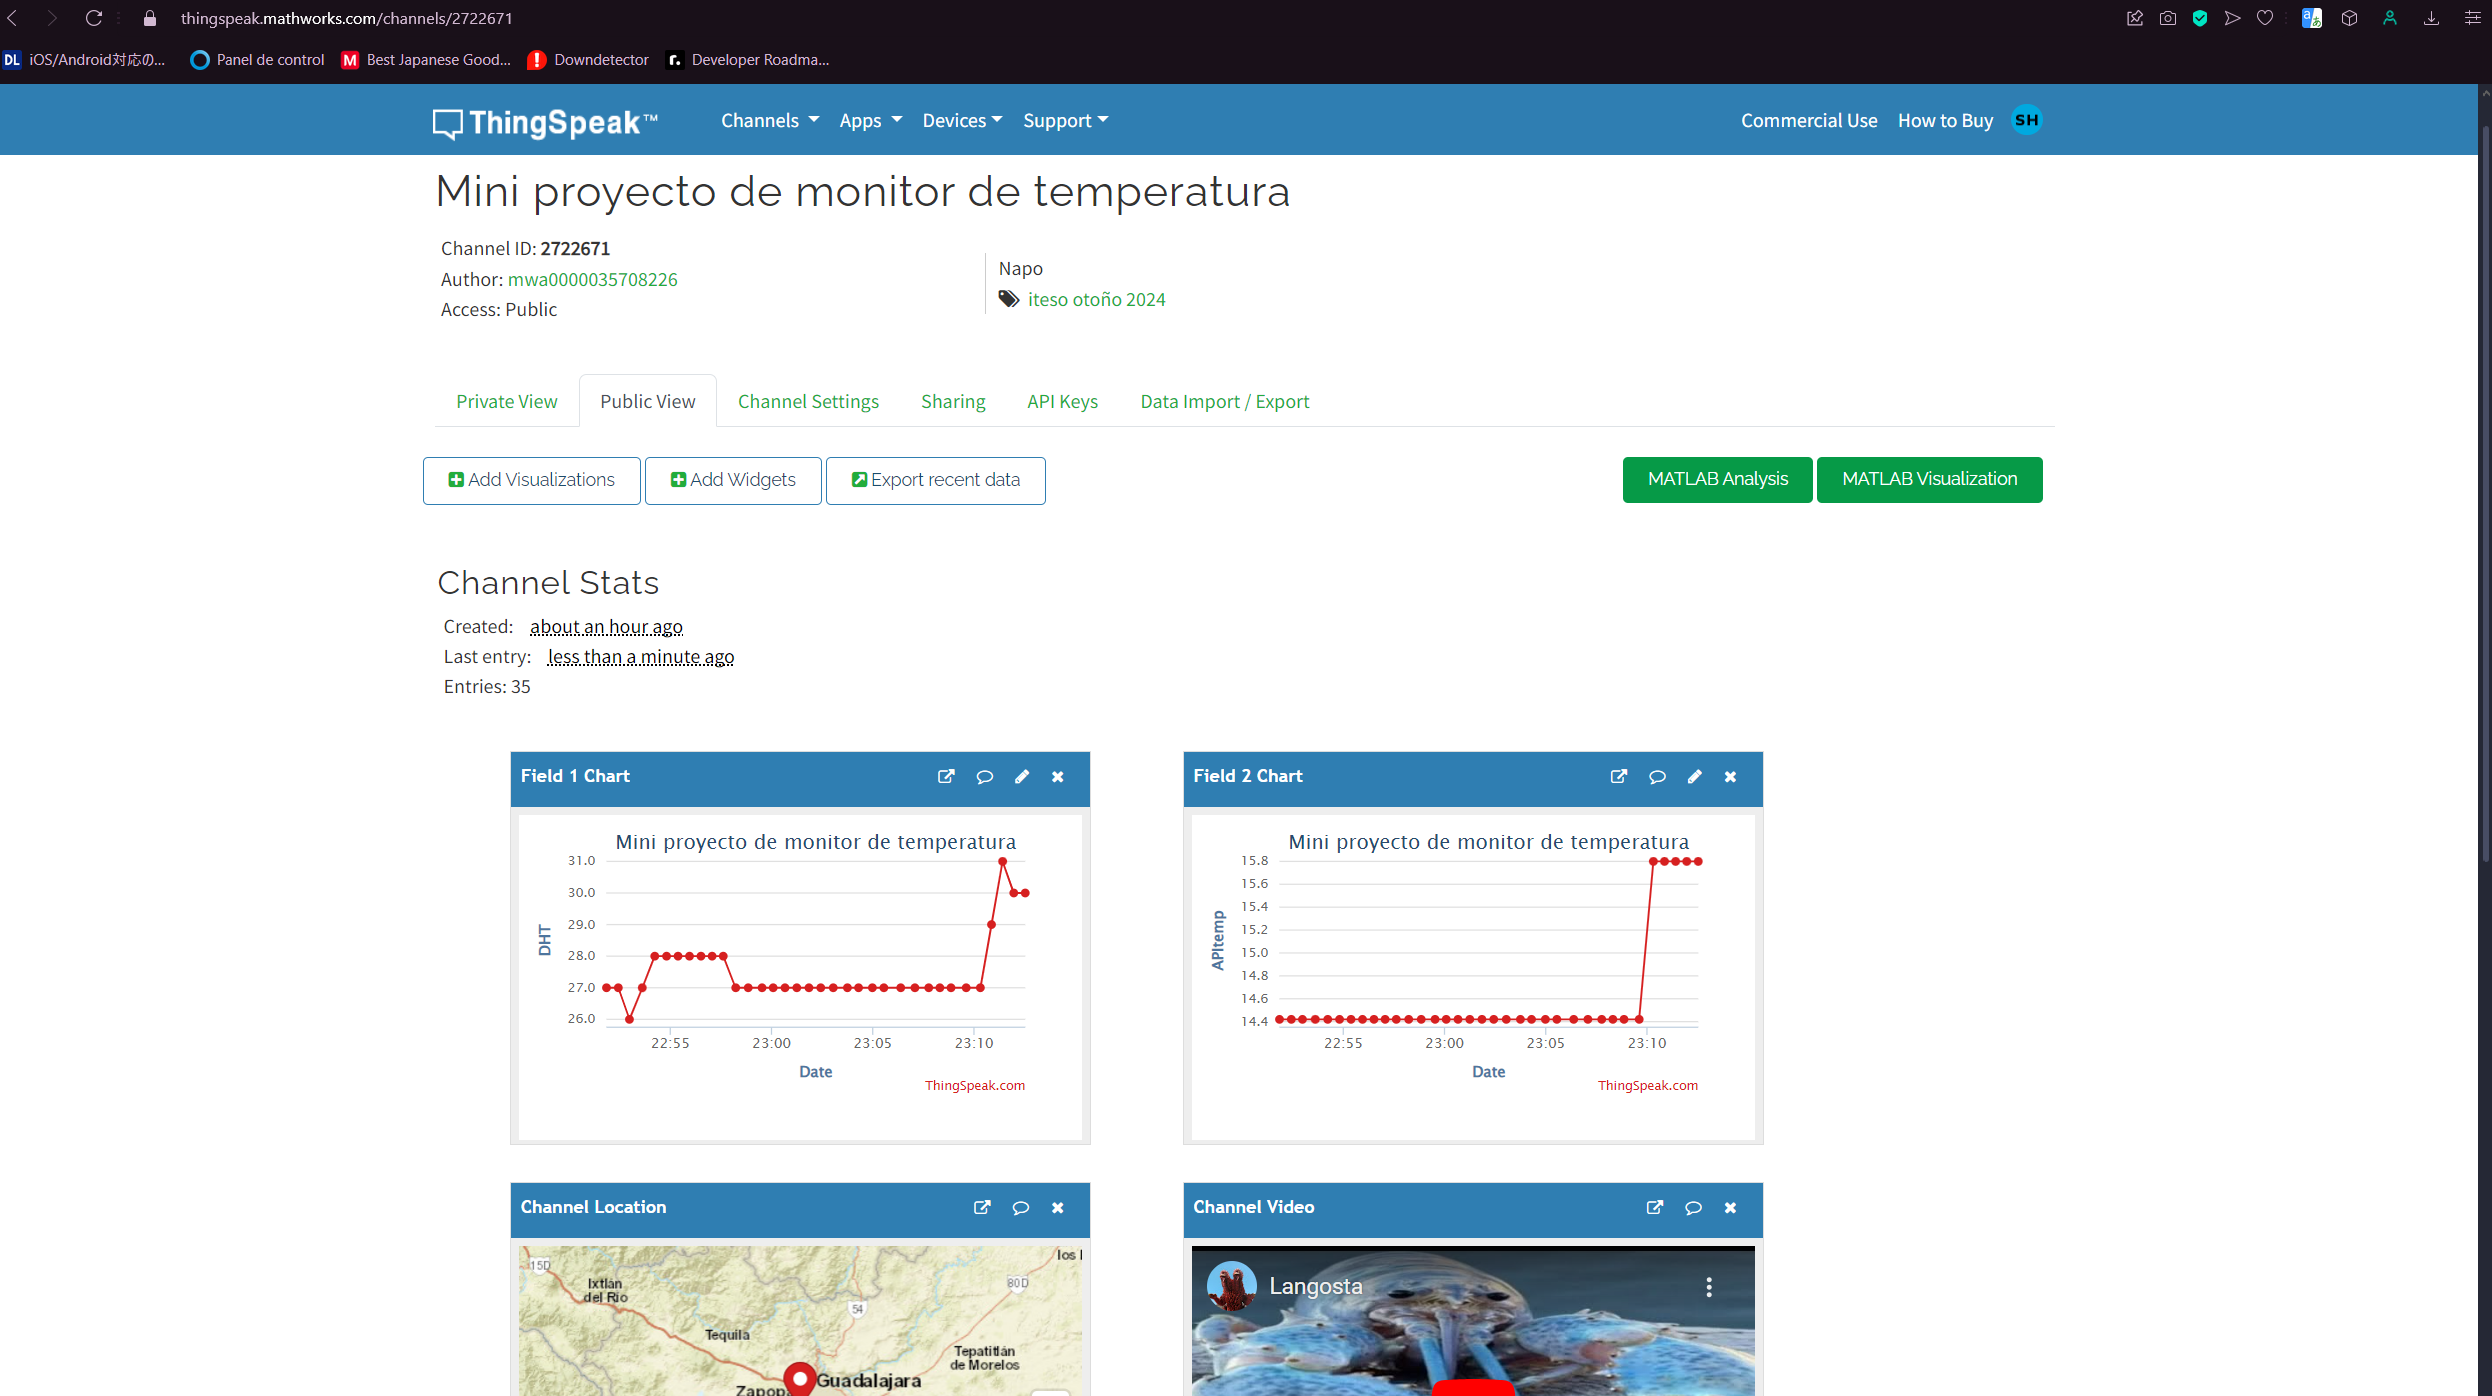 thingspeak.mathworks.com/channels/2722671
DL iOS/Android対応の... Panel de control M Best Japanese Good... Downdetector r. Developer Roadma...
ThingSpeak™ Channels Apps Devices Support Commercial Use How to Buy SH
Mini proyecto de monitor de temperatura
Channel ID: 2722671
Author: mwa0000035708226
Access: Public
Napo
iteso otoño 2024
Private View Public View Channel Settings Sharing API Keys Data Import / Export
Add Visualizations Add Widgets Export recent data MATLAB Analysis MATLAB Visualization
Channel Stats
Created: about an hour ago
Last entry: less than a minute ago
Entries: 35
Field 1 Chart
Mini proyecto de monitor de temperatura
DHT
31.0
30.0
29.0
28.0
27.0
26.0
22:55 23:00 23:05 23:10
Date
ThingSpeak.com
Field 2 Chart
Mini proyecto de monitor de temperatura
APItemp
15.8
15.6
15.4
15.2
15.0
14.8
14.6
14.4
22:55 23:00 23:05 23:10
Date
ThingSpeak.com
Channel Location
los
15D
Ixtlán
del Río
80D
54
Tequila
Tepatitlán
de Morelos
Guadalajara
Zapopa
Channel Video
Langosta